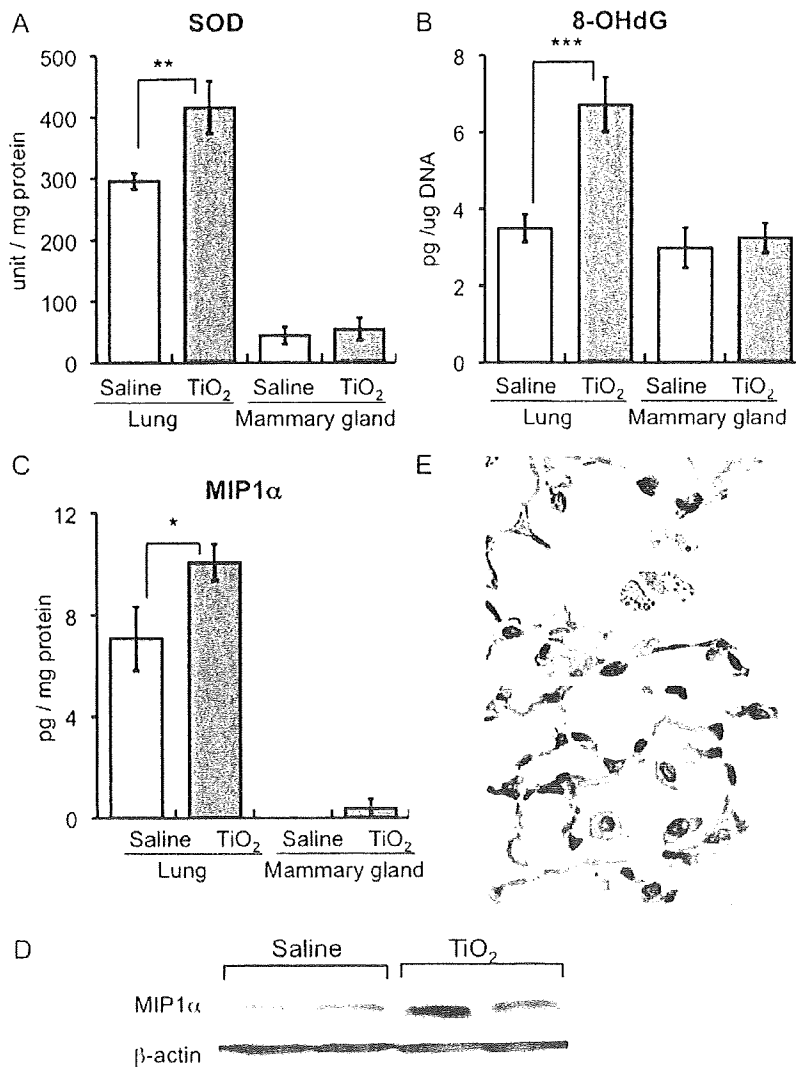 A
SOD
**
unit / mg protein
500
400
300
200
100
0
Saline TiO₂ Saline TiO₂
Lung Mammary gland
B
8-OHdG
***
pg /ug DNA
8
6
4
2
0
Saline TiO₂ Saline TiO₂
Lung Mammary gland
C
MIP1α
*
pg / mg protein
12
8
4
0
Saline TiO₂ Saline TiO₂
Lung Mammary gland
E
D
Saline TiO₂
MIP1α
β-actin